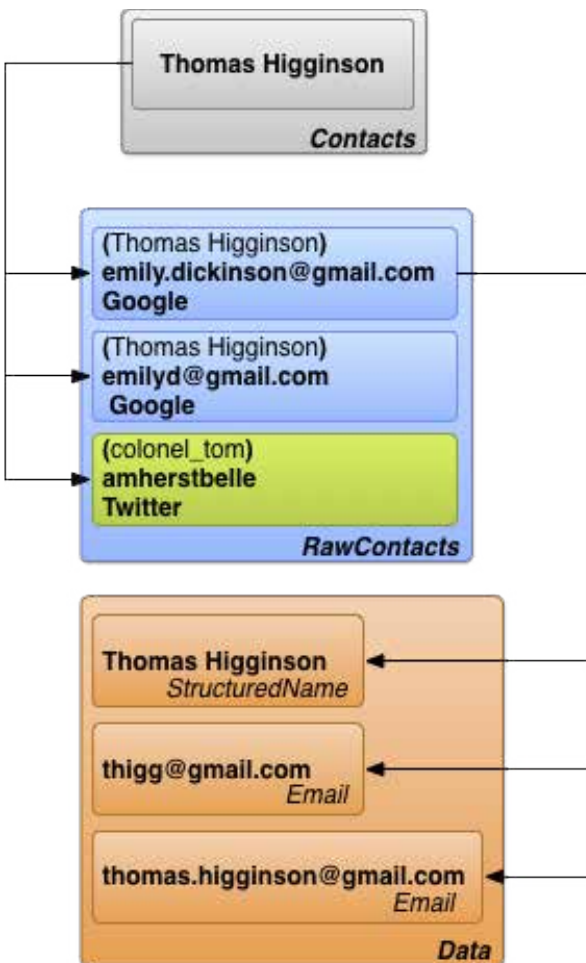 Thomas Higginson
Contacts
(Thomas Higginson)
emily.dickinson@gmail.com
Google
(Thomas Higginson)
emilyd@gmail.com
Google
(colonel_tom)
amherstbelle
Twitter
RawContacts
Thomas Higginson
StructuredName
thigg@gmail.com
Email
thomas.higginson@gmail.com
Email
Data